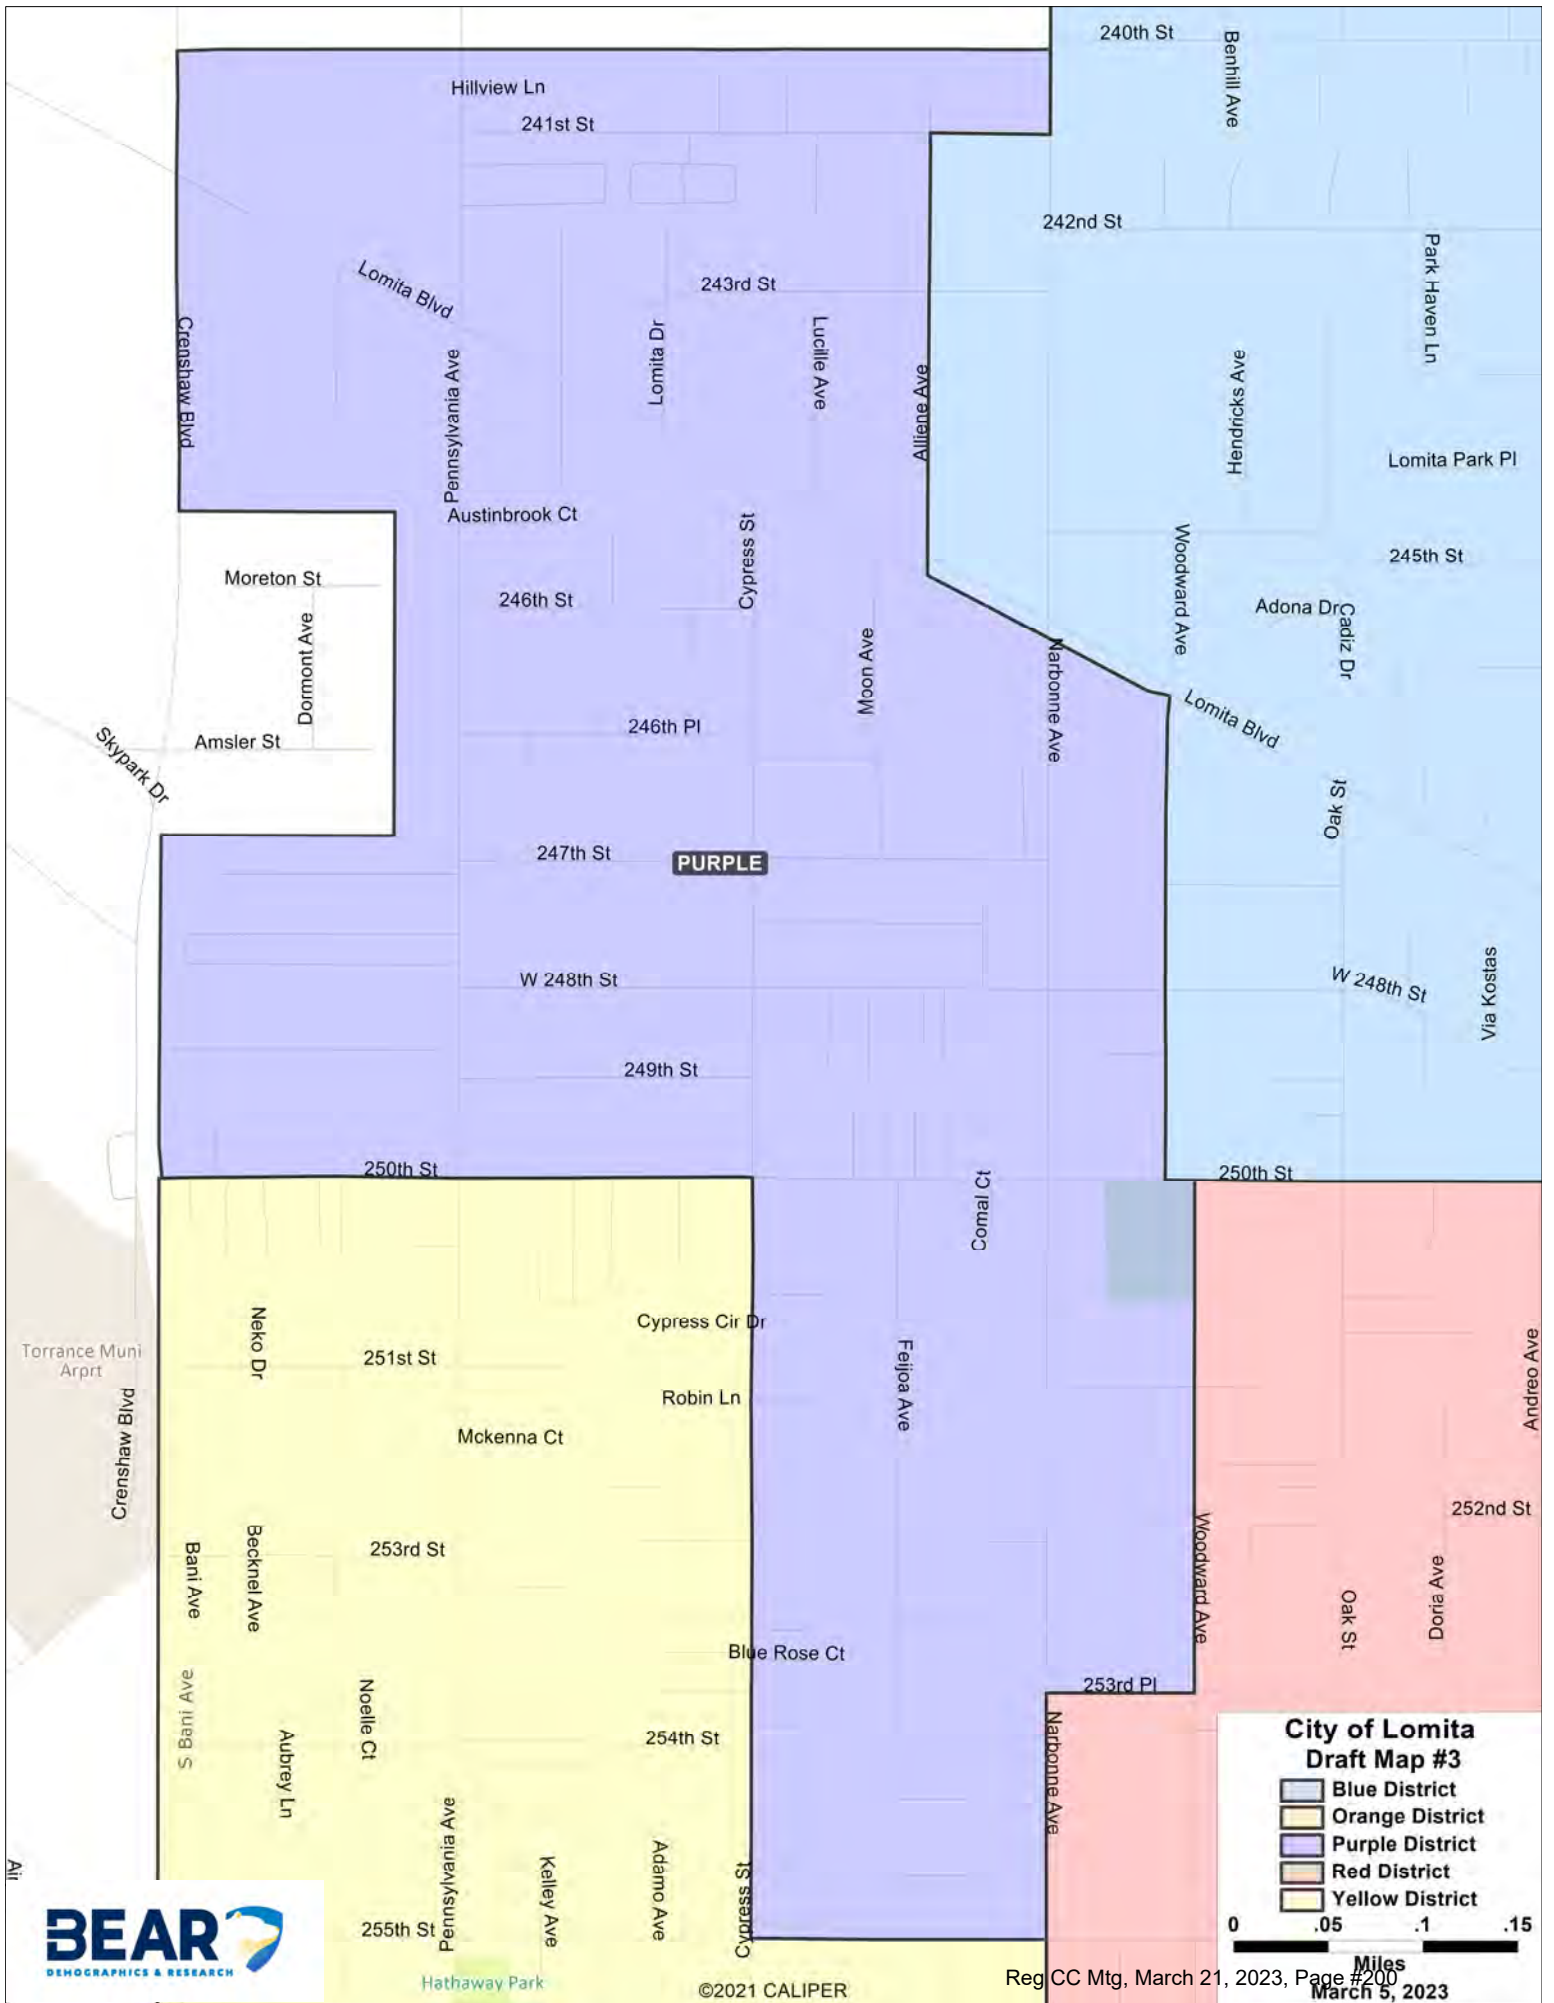 240th St
Benhill Ave
Hillview Ln
241st St
242nd St
Park Haven Ln
Lomita Blvd
243rd St
Crenshaw Blvd
Pennsylvania Ave
Lomita Dr
Lucille Ave
Alliene Ave
Hendricks Ave
Lomita Park Pl
Austinbrook Ct
Cypress St
Woodward Ave
245th St
Moreton St
246th St
Adona Dr
Cadiz Dr
Dormont Ave
Moon Ave
Narbonne Ave
Lomita Blvd
246th Pl
Skypark Dr
Amsler St
Oak St
247th St
PURPLE
W 248th St
W 248th St
Via Kostas
249th St
250th St
250th St
Comal Ct
Neko Dr
Cypress Cir Dr
Torrance Muni
Arprt
251st St
Feijoa Ave
Andreo Ave
Crenshaw Blvd
Robin Ln
Mckenna Ct
252nd St
Bani Ave
Becknel Ave
253rd St
Woodward Ave
Oak St
Doria Ave
Blue Rose Ct
S Bani Ave
Noelle Ct
253rd Pl
Aubrey Ln
254th St
Narbonne Ave
Pennsylvania Ave
Kelley Ave
Adamo Ave
Cypress St
Air
255th St
Hathaway Park
BEAR
DEMOGRAPHICS & RESEARCH
©2021 CALIPER
City of Lomita
Draft Map #3
Blue District
Orange District
Purple District
Red District
Yellow District
0 .05 .1 .15
Miles
Reg CC Mtg, March 21, 2023, Page #200
March 5, 2023